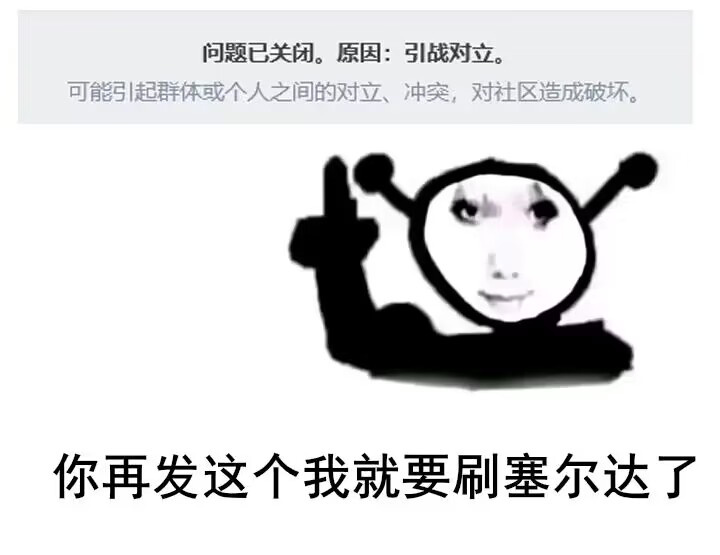 问题已关闭。原因：引战对立。
可能引起群体或个人之间的对立、冲突，对社区造成破坏。
你再发这个我就要刷塞尔达了